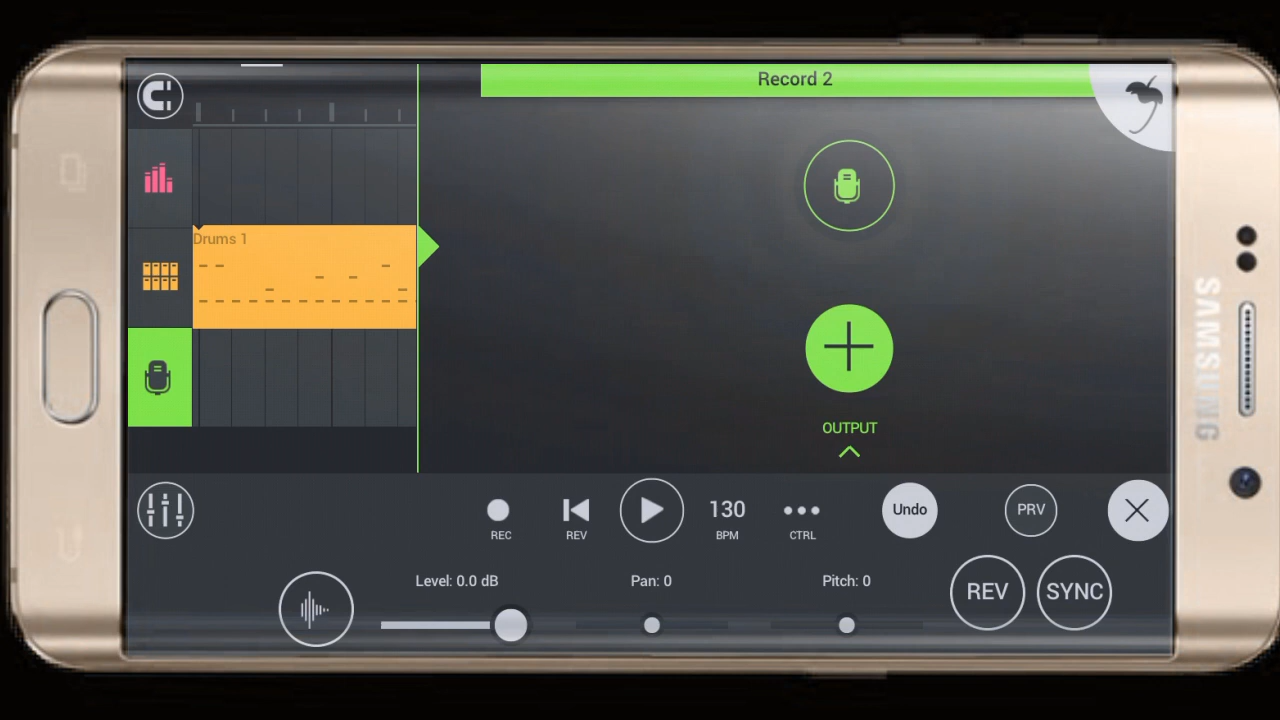 Record 2
Drums 1
OUTPUT
130
Undo
PRV
REC
REV
BPM
CTRL
Level: 0.0 dB
Pan: 0
Pitch: 0
REV
SYNC
SAMSUNG